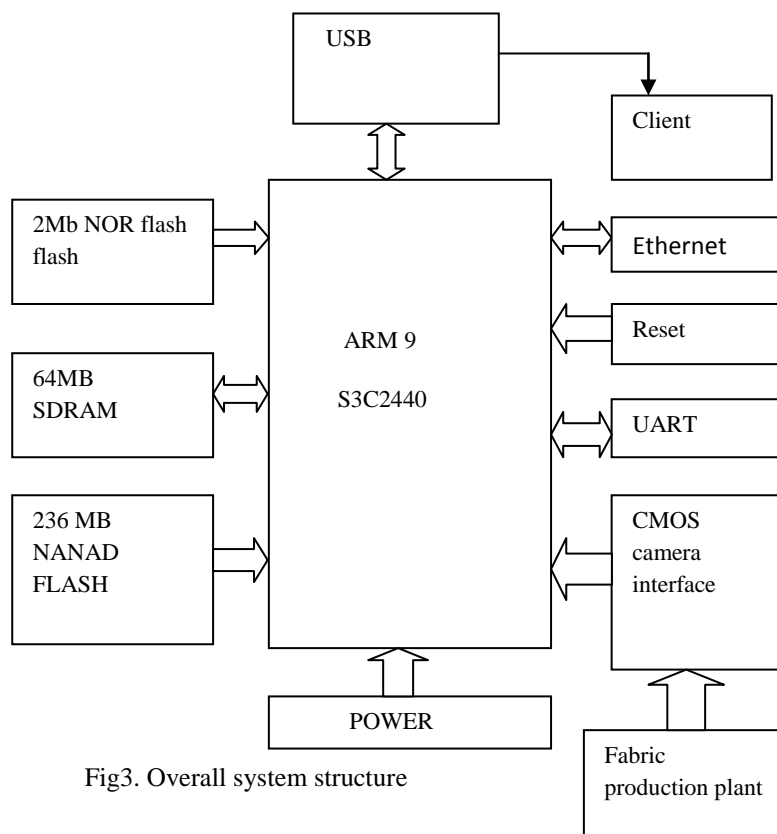 USB
Client
2Mb NOR flash
flash
Ethernet
Reset
ARM 9
S3C2440
64MB
SDRAM
UART
236 MB
NANAD
FLASH
CMOS
camera
interface
POWER
Fabric
production plant
Fig3. Overall system structure